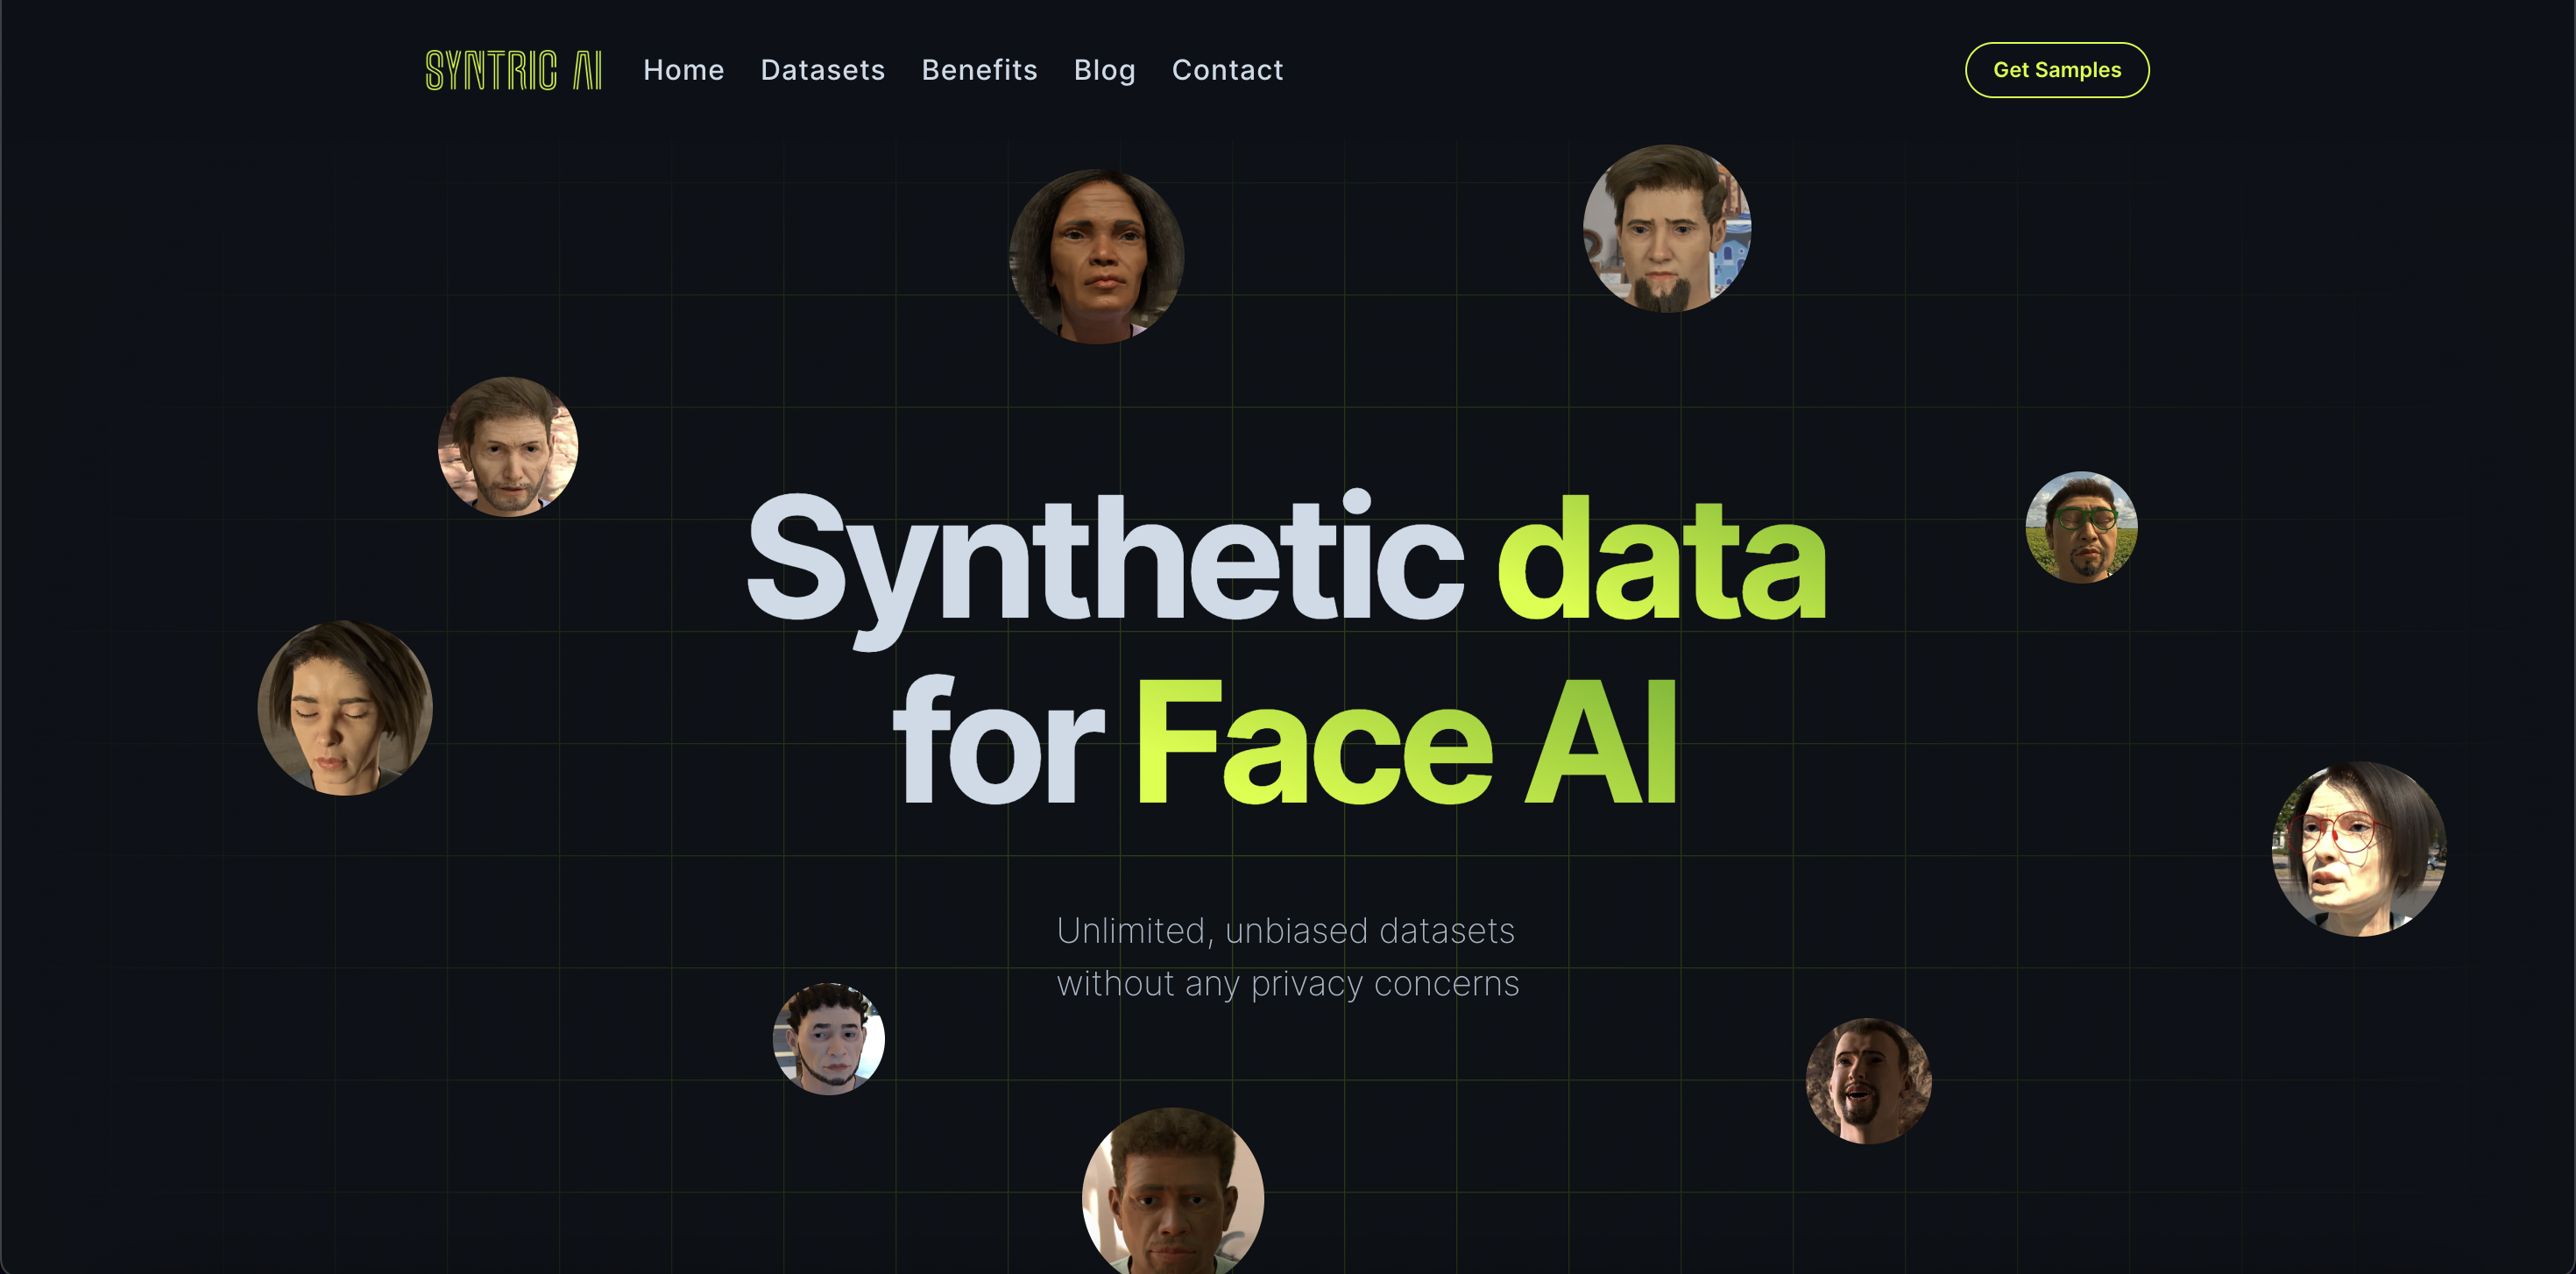 SYNTRIC AI
Home
Datasets
Benefits
Blog
Contact
Get Samples
Synthetic data
for Face AI
Unlimited, unbiased datasets
without any privacy concerns